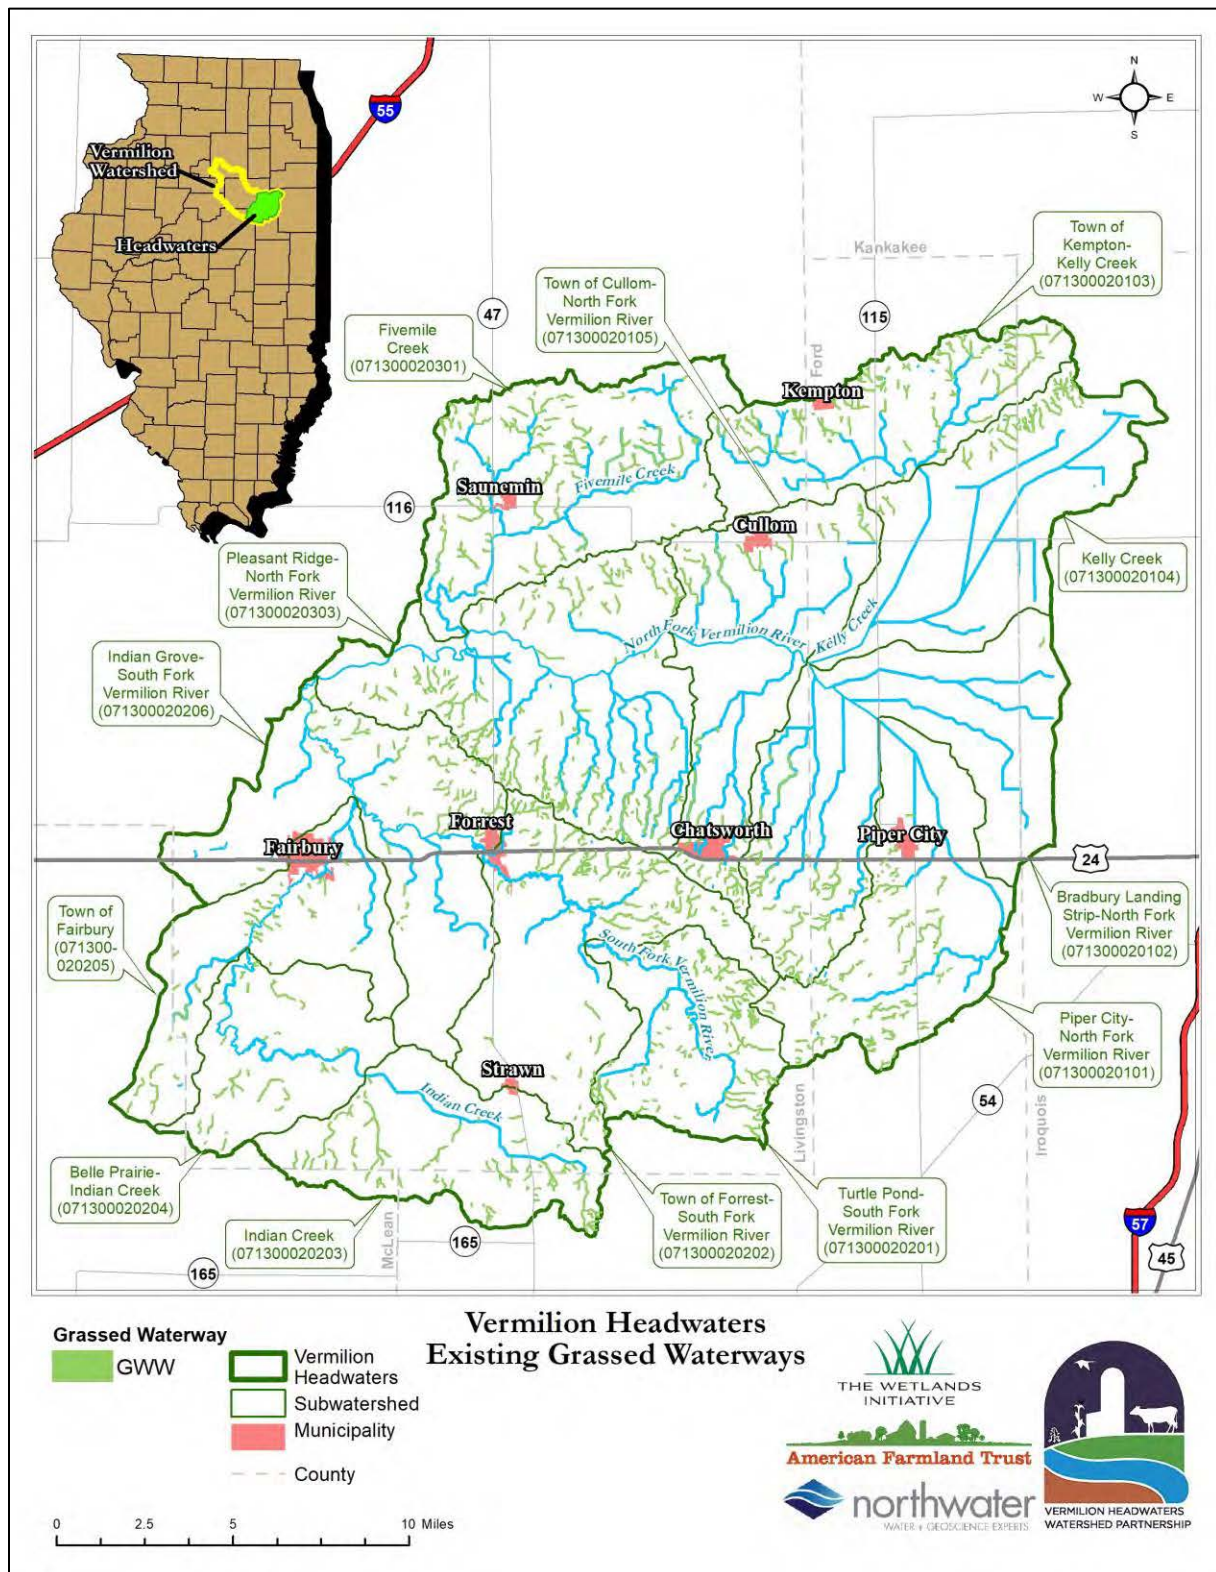 N
W
E
S
55
Vermilion
Watershed
Headwaters
Kankakee
Town of
Kempton-
Kelly Creek
(071300020103)
Town of Cullom-
North Fork
Vermilion River
(071300020105)
47
115
Fivemile
Creek
(071300020301)
Ford
Kempton
Saunemin
Fivemile Creek
116
Cullom
Pleasant Ridge-
North Fork
Vermilion River
(071300020303)
Kelly Creek
(071300020104)
North Fork Vermilion River
Kelly Creek
Indian Grove-
South Fork
Vermilion River
(071300020206)
Forrest
Chatsworth
Piper City
Fairbury
24
Town of
Fairbury
(071300-
020205)
Bradbury Landing
Strip-North Fork
Vermilion River
(071300020102)
South Fork Vermilion River
Piper City-
North Fork
Vermilion River
(071300020101)
Strawn
Indian Creek
Livingston
54
Iroquois
Belle Prairie-
Indian Creek
(071300020204)
Indian Creek
(071300020203)
McLean
165
165
Town of Forrest-
South Fork
Vermilion River
(071300020202)
Turtle Pond-
South Fork
Vermilion River
(071300020201)
57
45
Vermilion Headwaters
Existing Grassed Waterways
Grassed Waterway
GWW
Vermilion
Headwaters
Subwatershed
Municipality
County
0 2.5 5 10 Miles
THE WETLANDS
INITIATIVE
American Farmland Trust
northwater
WATER + GEOSCIENCE EXPERTS
VERMILION HEADWATERS
WATERSHED PARTNERSHIP